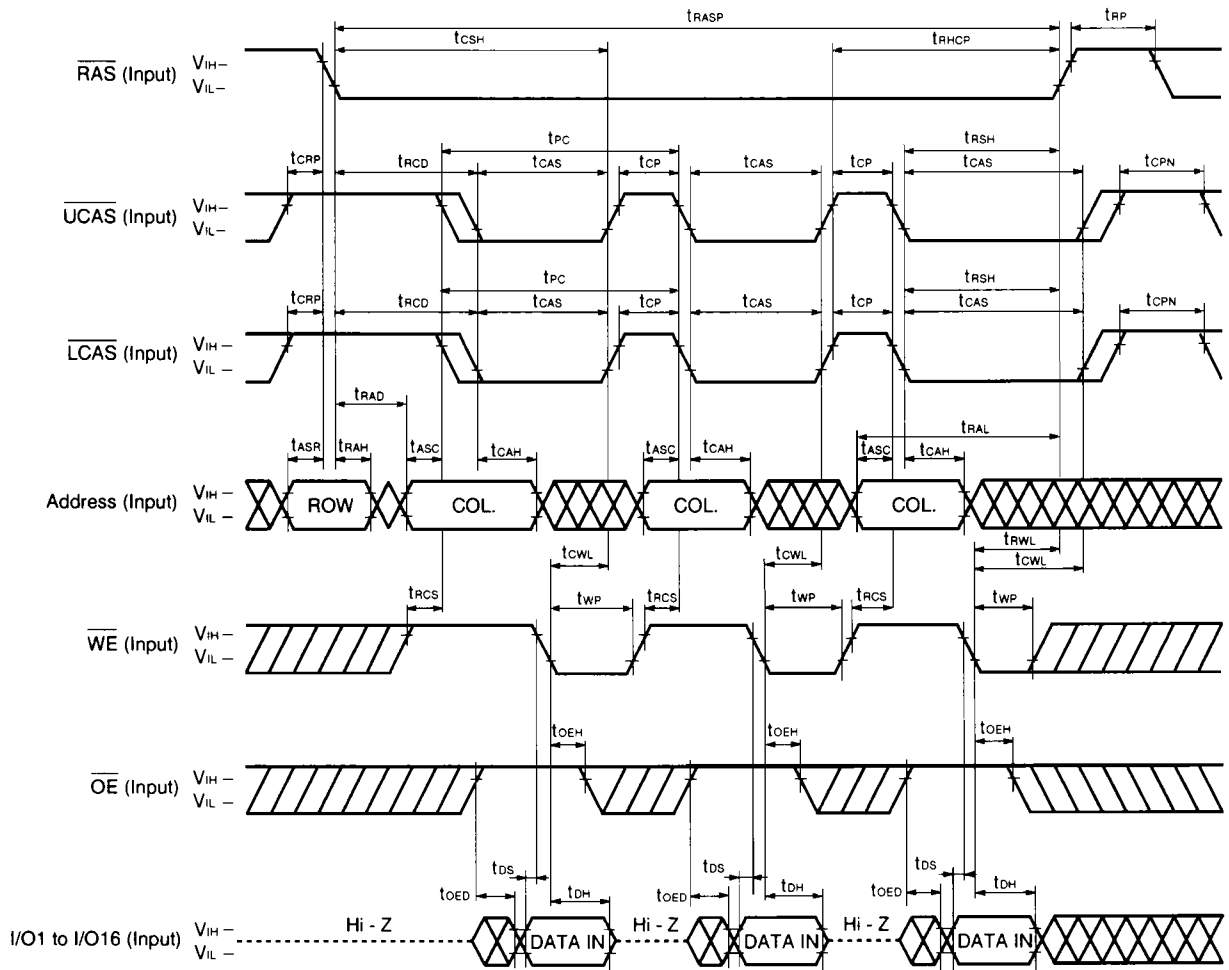 tRASP
tRP
tCSH
tRHCP
RAS (Input)
VIH–
VIL–
tPC
tRSH
tCRP
tRCD
tCAS
tCP
tCAS
tCP
tCAS
tCPN
UCAS (Input)
VIH –
VIL –
tPC
tRSH
tCRP
tRCD
tCAS
tCP
tCAS
tCP
tCAS
tCPN
LCAS (Input)
VIH –
VIL –
tRAD
tRAL
tASR
tRAH
tASC
tCAH
tASC
tCAH
tASC
tCAH
Address (Input)
VIH –
VIL –
ROW
COL.
COL.
COL.
tRWL
tCWL
tCWL
tCWL
tRCS
tWP
tRCS
tWP
tRCS
tWP
WE (Input)
VIH –
VIL –
tOEH
tOEH
tOEH
OE (Input)
VIH –
VIL –
tDS
tDS
tDS
tOED
tDH
tOED
tDH
tOED
tDH
I/O1 to I/O16 (Input)
VIH –
VIL –
Hi - Z
DATA IN
Hi - Z
DATA IN
Hi - Z
DATA IN